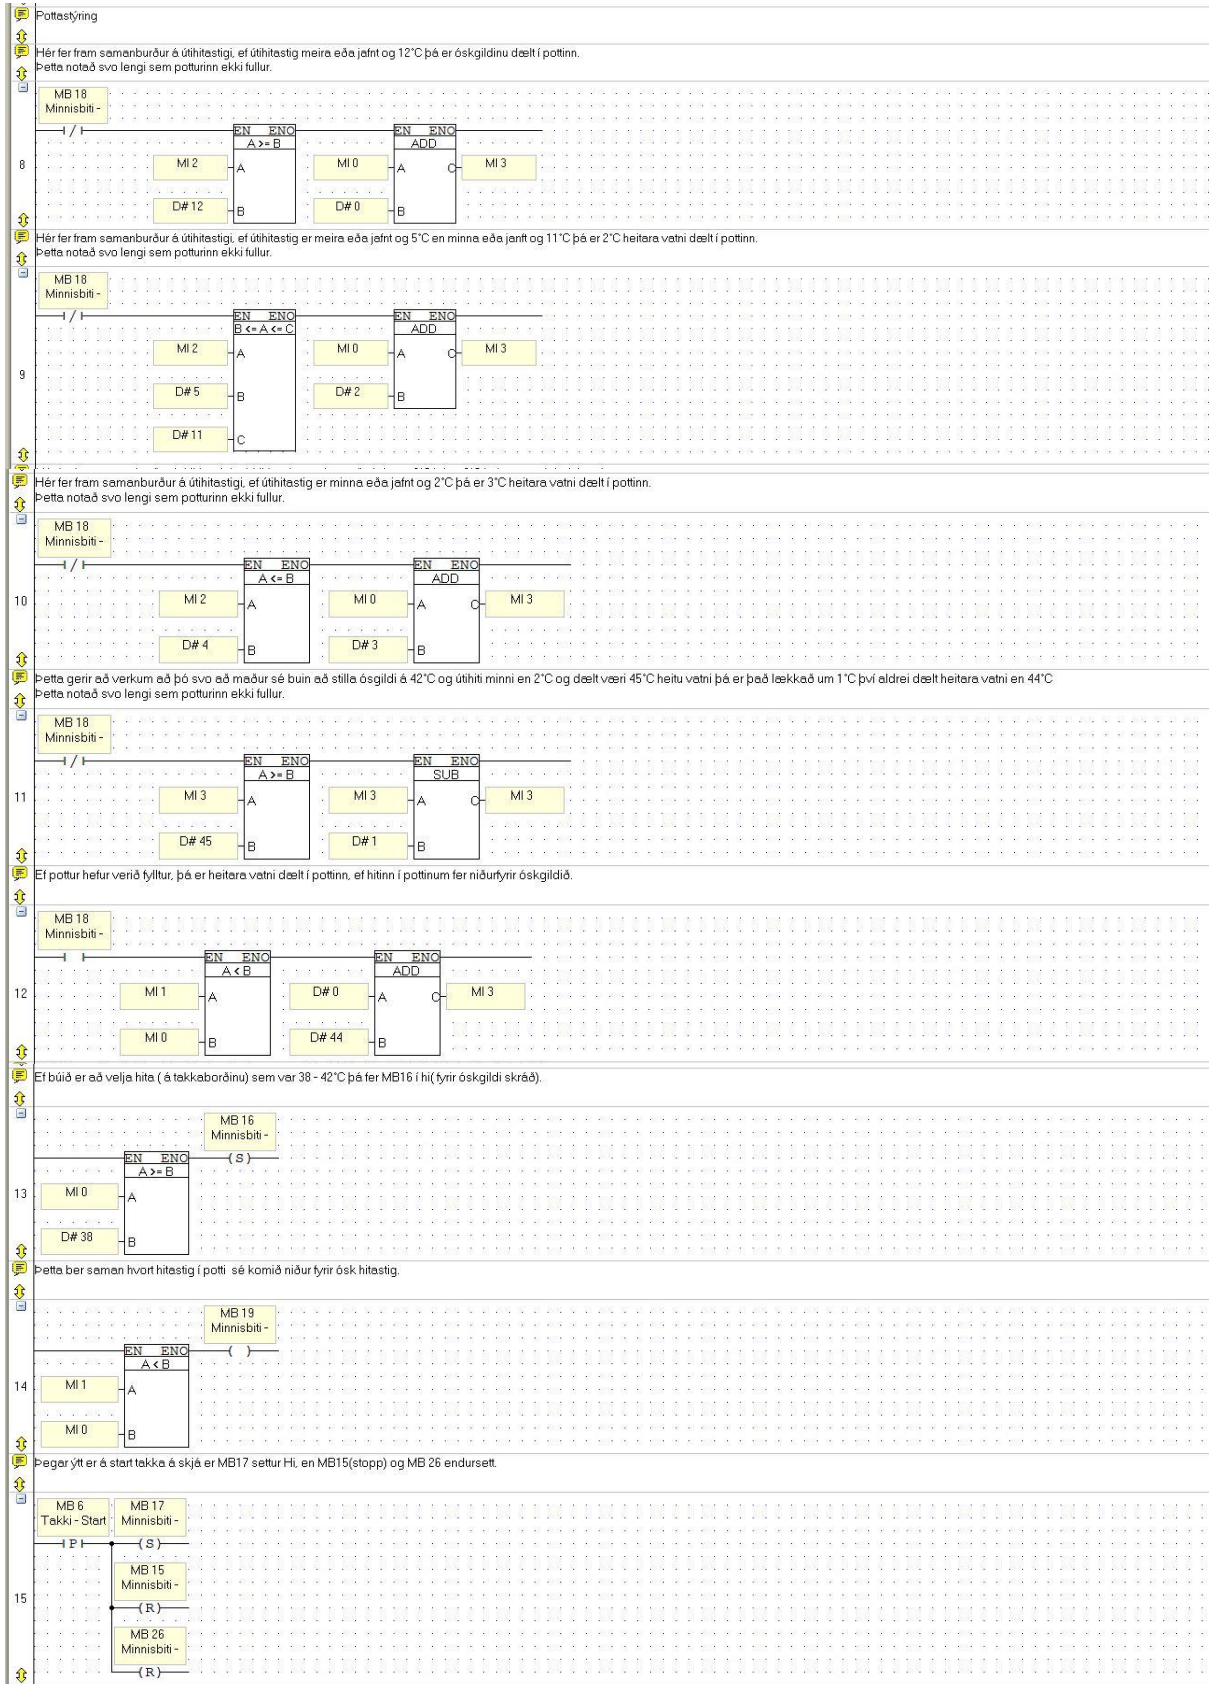 Pottastýring
Hér fer fram samanburður á útihitastigi, ef útihitastig meira eða jafnt og 12°C þá er óskgildinu dælt í pottinn.
Þetta notað svo lengi sem potturinn ekki fullur.
MB 18
Minnisbiti -
EN ENO
A >= B
EN ENO
ADD
8
MI 2
A
MI 0
A
C
MI 3
D# 12
B
D# 0
B
Hér fer fram samanburður á útihitastigi, ef útihitastig er meira eða jafnt og 5°C en minna eða janft og 11°C þá er 2°C heitara vatni dælt í pottinn.
Þetta notað svo lengi sem potturinn ekki fullur.
MB 18
Minnisbiti -
EN ENO
B <= A <= C
EN ENO
ADD
MI 2
A
MI 0
A
C
MI 3
9
D# 5
B
D# 2
B
D# 11
C
Hér fer fram samanburður á útihitastigi, ef útihitastig er minna eða jafnt og 2°C þá er 3°C heitara vatni dælt í pottinn.
Þetta notað svo lengi sem potturinn ekki fullur.
MB 18
Minnisbiti -
EN ENO
A <= B
EN ENO
ADD
10
MI 2
A
MI 0
A
C
MI 3
D# 4
B
D# 3
B
Þetta gerir að verkum að þó svo að maður sé buin að stilla ósgildi á 42°C og útihiti minni en 2°C og dælt væri 45°C heitu vatni þá er það lækkað um 1°C því aldrei dælt heitara vatni en 44°C
Þetta notað svo lengi sem potturinn ekki fullur.
MB 18
Minnisbiti -
EN ENO
A >= B
EN ENO
SUB
11
MI 3
A
MI 3
A
C
MI 3
D# 45
B
D# 1
B
Ef pottur hefur verið fylltur, þá er heitara vatni dælt í pottinn, ef hitinn í pottinum fer niðurfyrir óskgildið.
MB 18
Minnisbiti -
EN ENO
A < B
EN ENO
ADD
12
MI 1
A
D# 0
A
C
MI 3
MI 0
B
D# 44
B
Ef búið er að velja hita ( á takkaborðinu) sem var 38 - 42°C þá fer MB16 í hi( fyrir óskgildi skráð).
MB 16
Minnisbiti -
EN ENO
( S )
A >= B
13
MI 0
A
D# 38
B
Þetta ber saman hvort hitastig í potti sé komið niður fyrir ósk hitastig.
MB 19
Minnisbiti -
EN ENO
( )
A < B
14
MI 1
A
MI 0
B
Þegar ýtt er á start takka á skjá er MB17 settur Hi, en MB15(stopp) og MB 26 endursett.
MB 6
Takki - Start
MB 17
Minnisbiti -
P
( S )
MB 15
Minnisbiti -
15
( R )
MB 26
Minnisbiti -
( R )